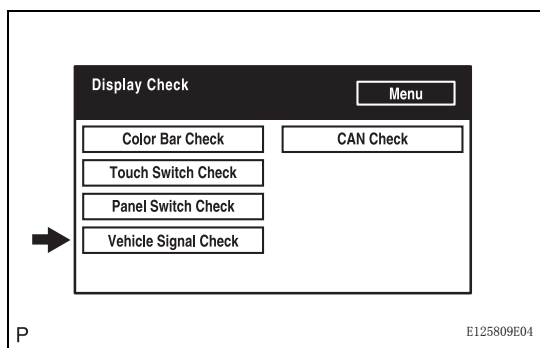 Display Check
Menu
Color Bar Check
CAN Check
Touch Switch Check
Panel Switch Check
Vehicle Signal Check
P
E125809E04